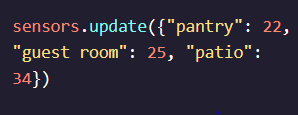 sensors.update({"pantry": 22,
"guest room": 25, "patio":
34})